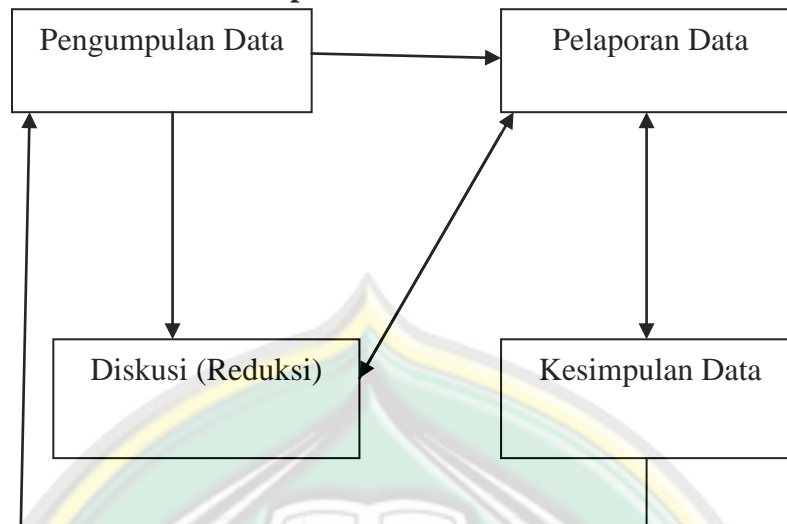 Pengumpulan Data
Pelaporan Data
Diskusi (Reduksi)
Kesimpulan Data